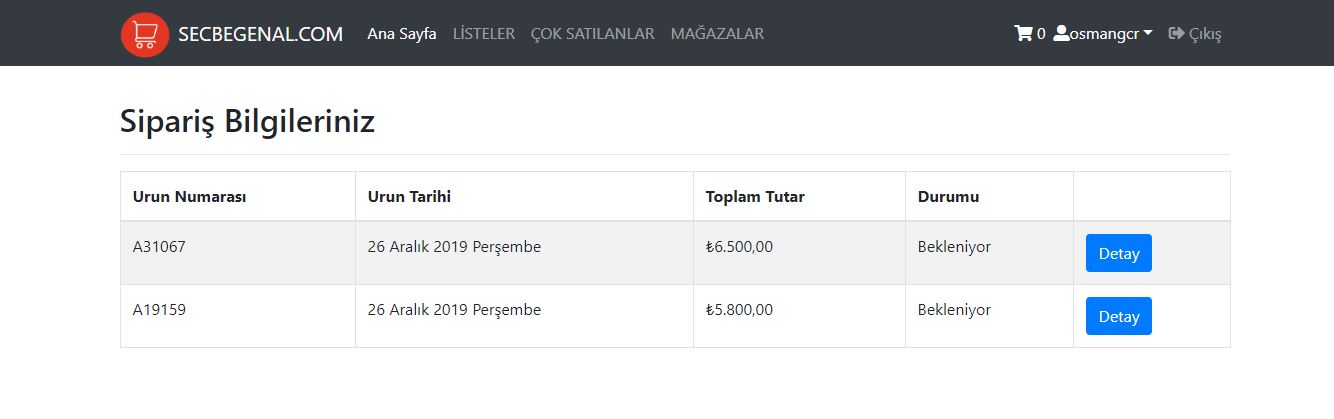 SECBEGENAL.COM Ana Sayfa LİSTELER ÇOK SATILANLAR MAĞAZALAR 0 osmangcr Çıkış
Sipariş Bilgileriniz
Urun Numarası Urun Tarihi Toplam Tutar Durumu
A31067 26 Aralık 2019 Perşembe ₺6.500,00 Bekleniyor Detay
A19159 26 Aralık 2019 Perşembe ₺5.800,00 Bekleniyor Detay